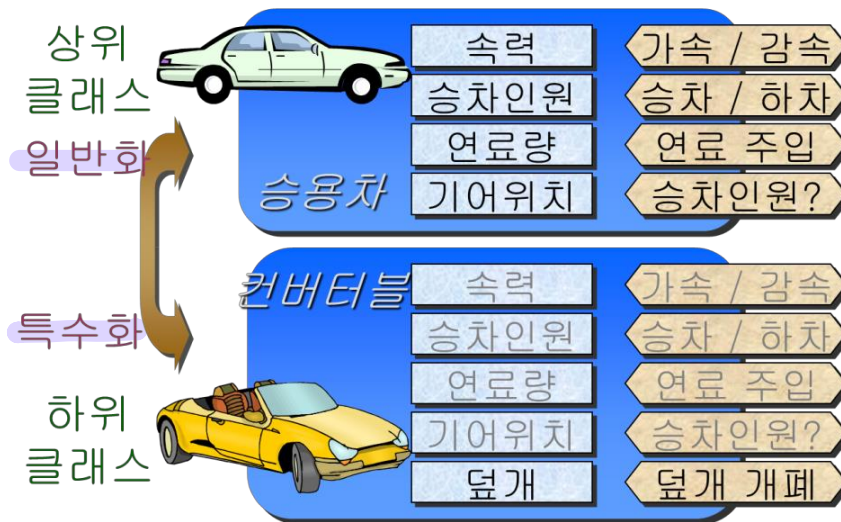 상위
클래스
일반화
특수화
하위
클래스
승용차
속력
승차인원
연료량
기어위치
가속 / 감속
승차 / 하차
연료 주입
승차인원?
컨버터블
속력
승차인원
연료량
기어위치
덮개
가속 / 감속
승차 / 하차
연료 주입
승차인원?
덮개 개폐